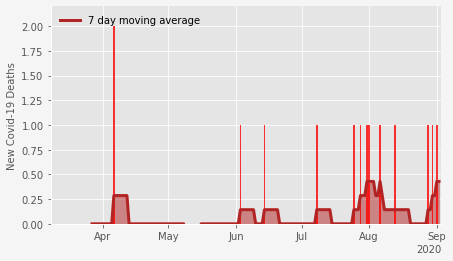 7 day moving average
New Covid-19 Deaths
2.00
1.75
1.50
1.25
1.00
0.75
0.50
0.25
0.00
Apr
May
Jun
Jul
Aug
Sep
2020